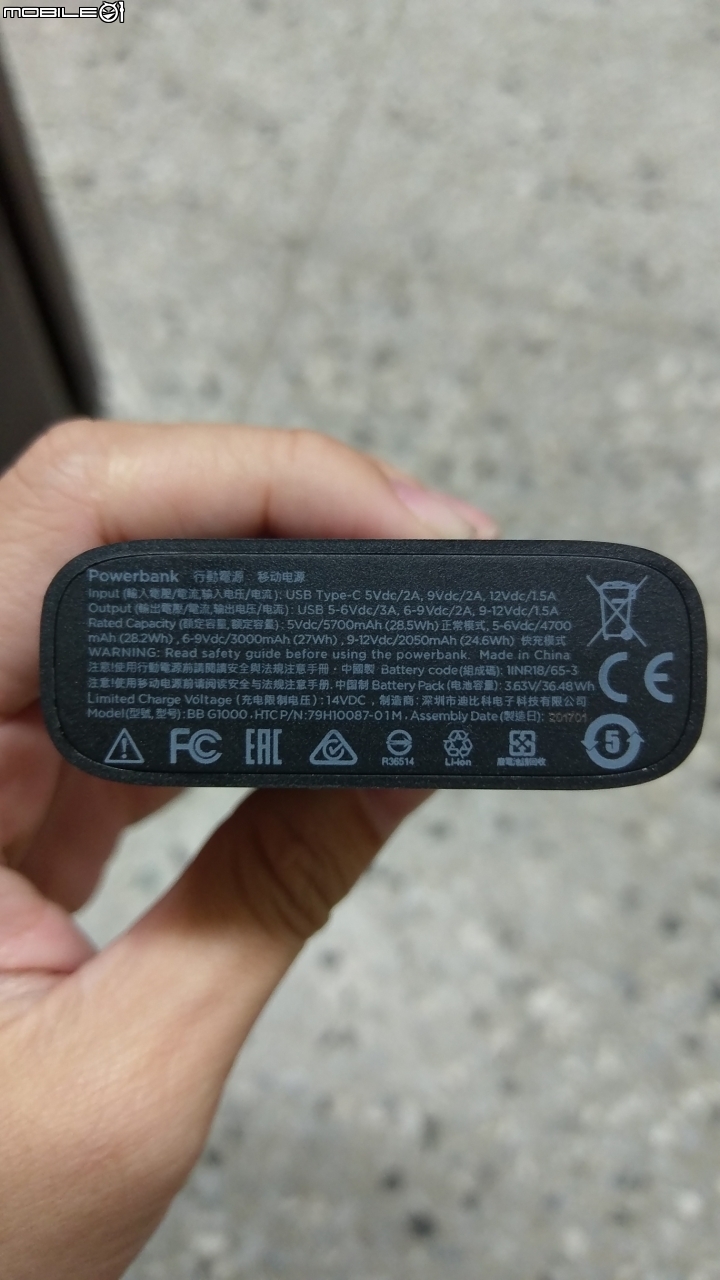 MOBILE01
Powerbank 行動電源 移动电源
Input (輸入電壓/電流,输入电压/电流): USB Type-C 5Vdc/2A, 9Vdc/2A, 12Vdc/1.5A
Output (輸出電壓/電流,输出电压/电流): USB 5-6Vdc/3A, 6-9Vdc/2A, 9-12Vdc/1.5A
Rated Capacity (額定容量, 额定容量): 5Vdc/5700mAh (28.5Wh) 正常模式, 5-6Vdc/4700
mAh (28.2Wh) , 6-9Vdc/3000mAh (27Wh) , 9-12Vdc/2050mAh (24.6Wh) 快充模式
WARNING: Read safety guide before using the powerbank. Made in China
注意!使用行動電源前請閱讀安全與法規注意手冊・中國製 Battery code(組成碼): 1INR18/65-3
注意!使用移动电源前请阅读安全与法规注意手册. 中国制 Battery Pack (电池容量): 3.63V/36.48Wh
Limited Charge Voltage (充电限制电压) : 14VDC, 制造商: 深圳市迪比科电子科技有限公司
Model(型號, 型号): BB G1000 , HTC P/N: 79H10087-01M , Assembly Date(製造日): 201701
FC EAC R36514 Li-ion 廢電池請回收 5
CE